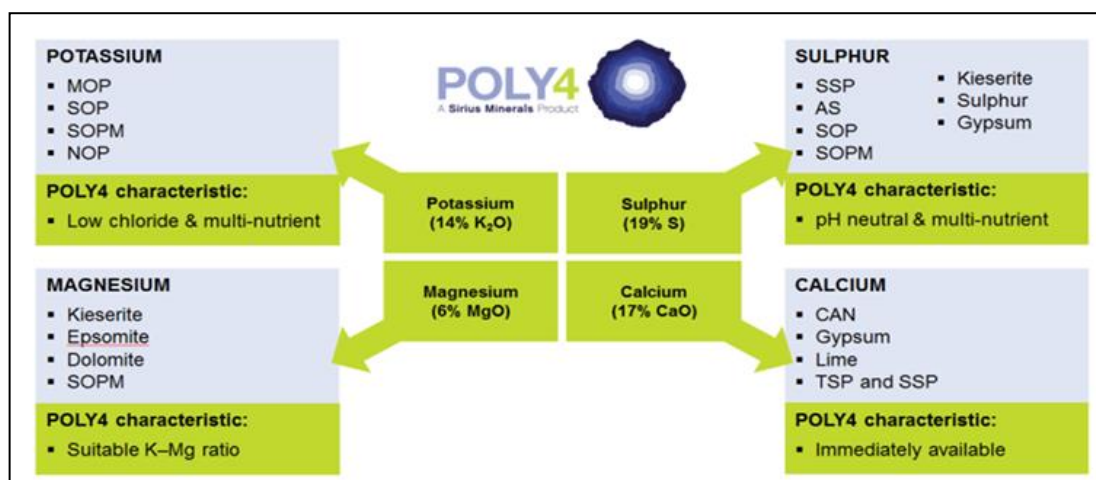 POTASSIUM
▪ MOP
▪ SOP
▪ SOPM
▪ NOP
POLY4 characteristic:
▪ Low chloride & multi-nutrient
POLY4
A Sirius Minerals Product
SULPHUR
▪ SSP
▪ AS
▪ SOP
▪ SOPM
▪ Kieserite
▪ Sulphur
▪ Gypsum
POLY4 characteristic:
▪ pH neutral & multi-nutrient
Potassium
(14% K₂O)
Sulphur
(19% S)
Magnesium
(6% MgO)
Calcium
(17% CaO)
MAGNESIUM
▪ Kieserite
▪ Epsomite
▪ Dolomite
▪ SOPM
POLY4 characteristic:
▪ Suitable K–Mg ratio
CALCIUM
▪ CAN
▪ Gypsum
▪ Lime
▪ TSP and SSP
POLY4 characteristic:
▪ Immediately available